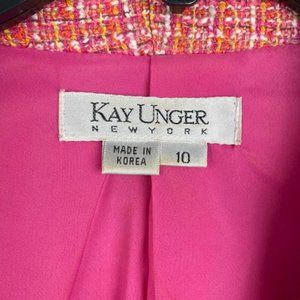 KAY UNGER
NEW YORK
MADE IN
KOREA
10